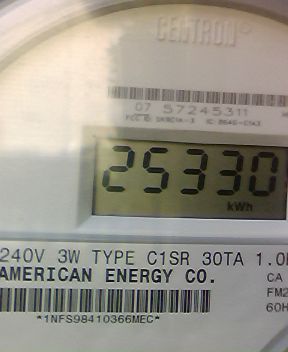 CENTRON
07 57245311
25330
kWh
240V 3W TYPE C1SR 30TA 1.0
AMERICAN ENERGY CO.
CA
FM2
60H
*1NFS98410366MEC*